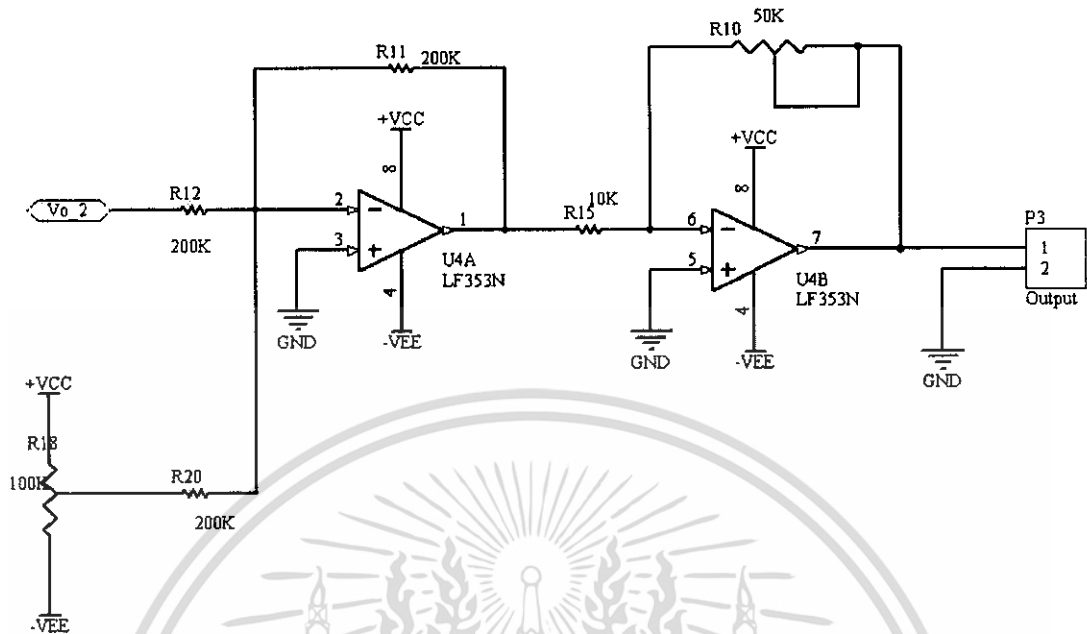 50K
R10
R11
200K
+VCC
+VCC
8
8
Vo_2
R12
200K
2
3
1
4
U4A
LF353N
GND
-VEE
10K
R15
6
5
7
4
U4B
LF353N
GND
-VEE
P3
1
2
Output
GND
+VCC
R18
100K
R20
200K
-VEE